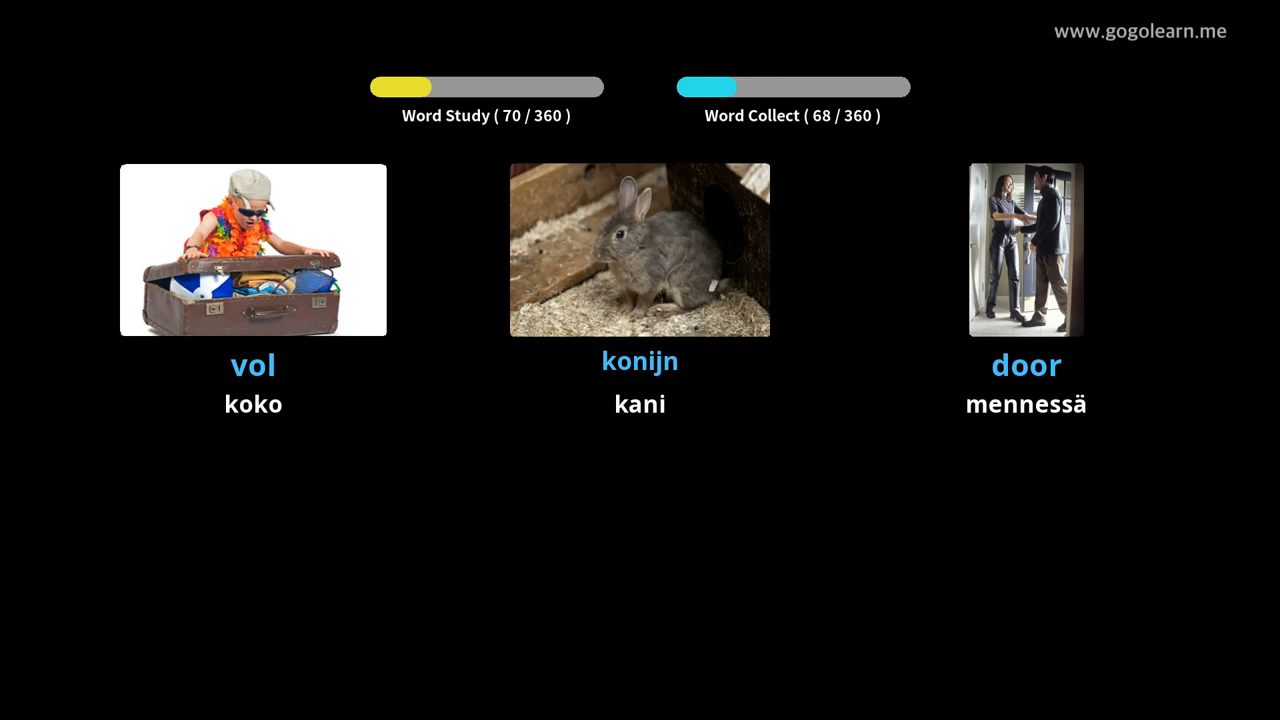 www.gogolearn.me
Word Study ( 70 / 360 )
Word Collect ( 68 / 360 )
vol
koko
konijn
kani
door
mennessä